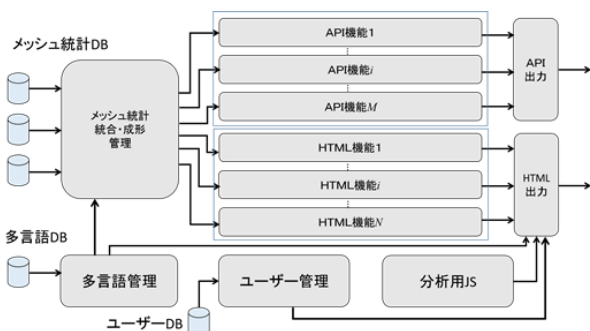 メッシュ統計DB
メッシュ統計
統合・成形
管理
API機能1
API機能i
API機能M
API
出力
HTML機能1
HTML機能i
HTML機能N
HTML
出力
多言語DB
多言語管理
ユーザー管理
分析用JS
ユーザーDB